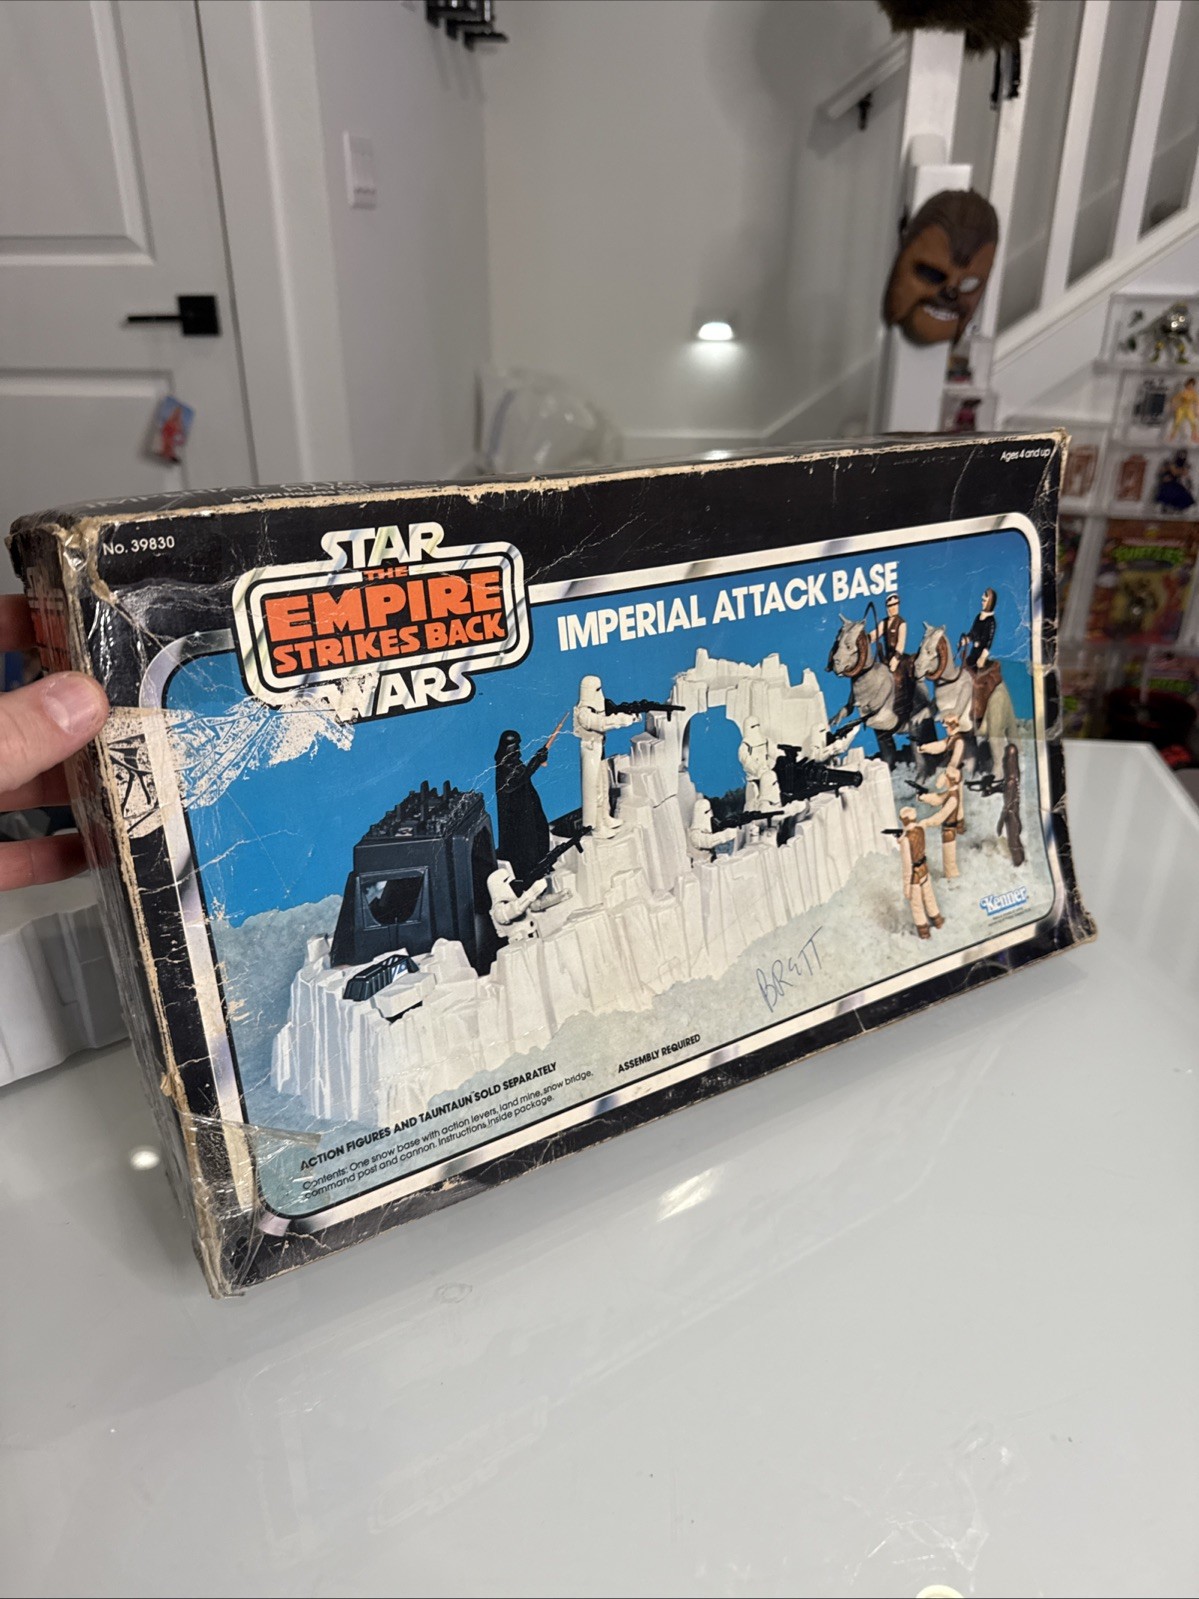 No. 39830
Ages 4 and up
STAR
THE
EMPIRE
STRIKES BACK
WARS
IMPERIAL ATTACK BASE
Kenner
BRETT
ACTION FIGURES AND TAUNTAUN SOLD SEPARATELY
ASSEMBLY REQUIRED
Contents: One snow base with action levers, land mine, snow bridge,
command post and cannon. Instructions inside package.
TURTLES